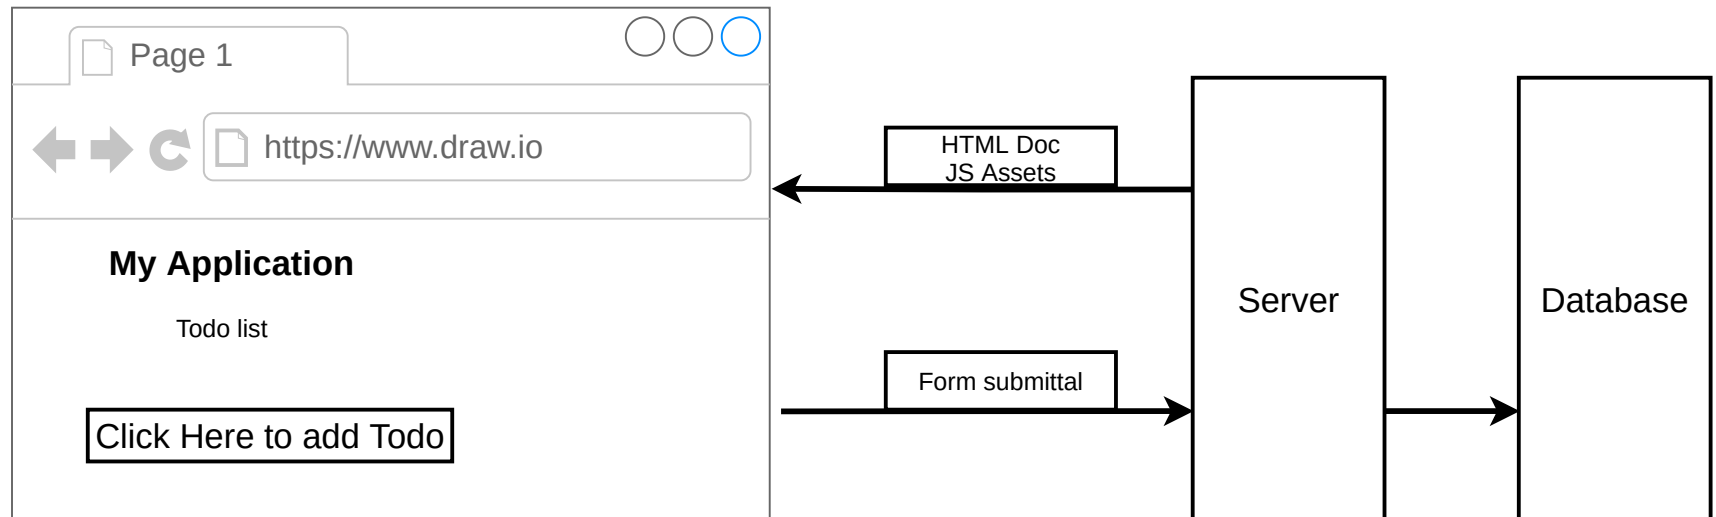 Page 1
https://www.draw.io
HTML Doc
JS Assets
My Application
Todo list
Server
Database
Form submittal
Click Here to add Todo